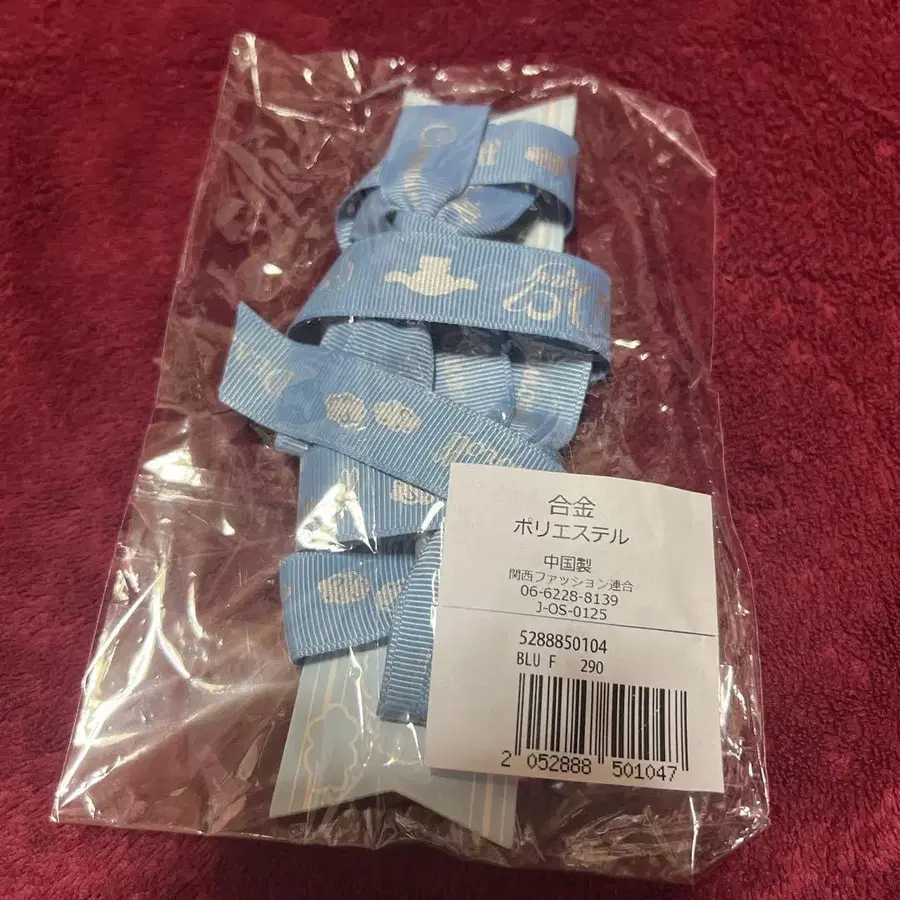 合金
ポリエステル
中国製
関西ファッション連合
06-6228-8139
J-OS-0125
5288850104
BLU F 290
2 052888 501047